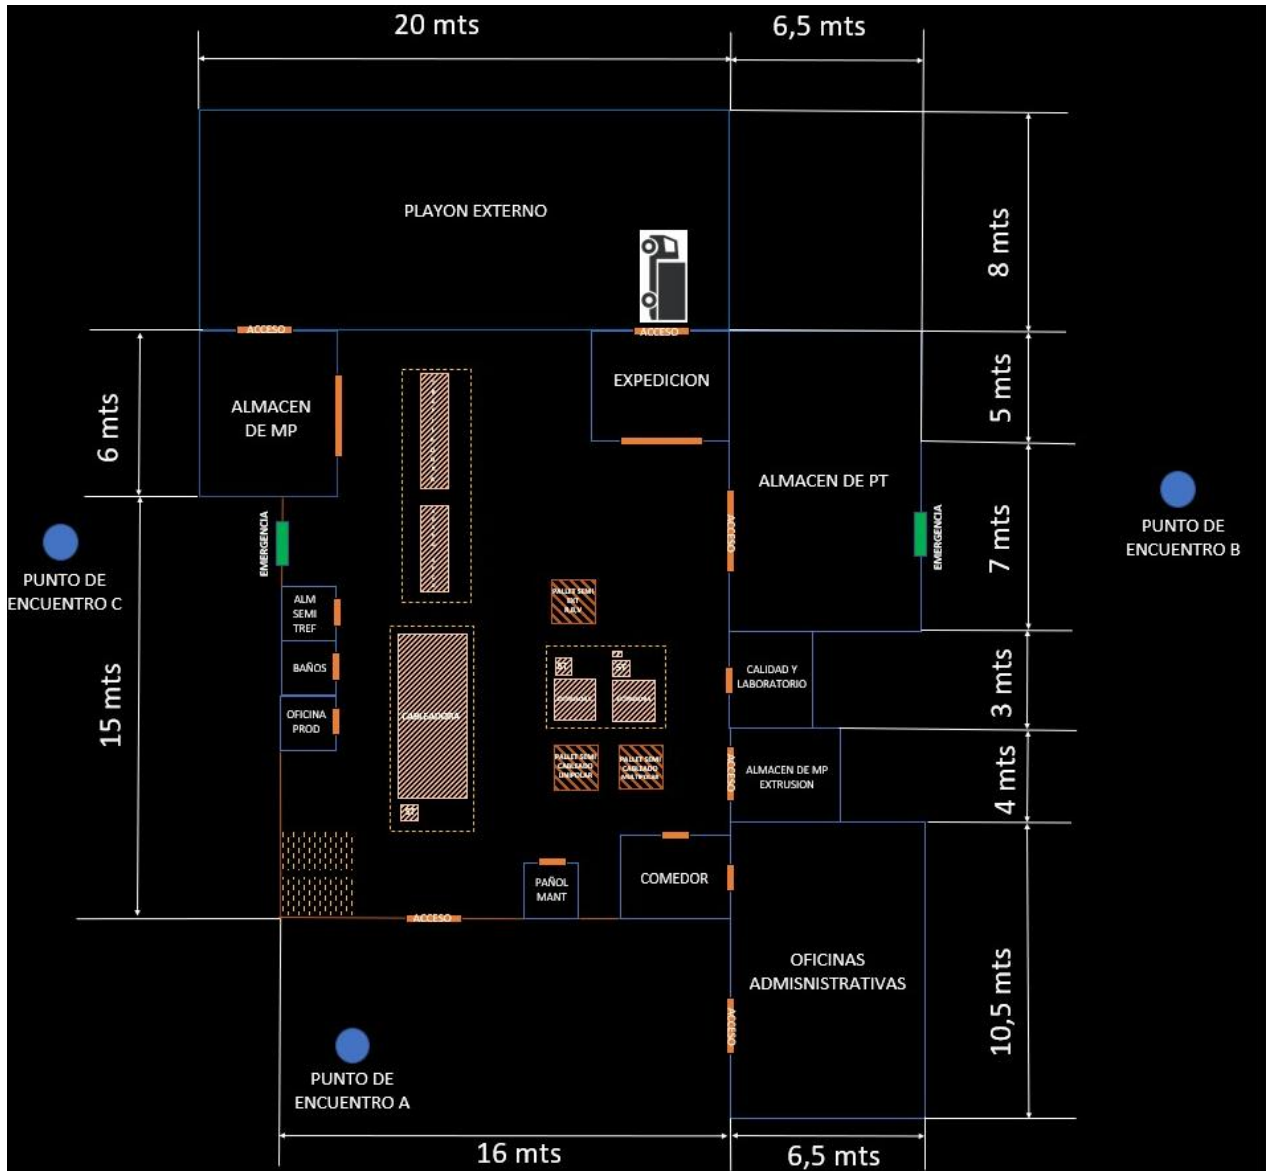 20 mts
6,5 mts
PLAYON EXTERNO
8 mts
ACCESO
ACCESO
EXPEDICION
5 mts
ALMACEN
DE MP
6 mts
ALMACEN DE PT
ACCESO
7 mts
EMERGENCIA
EMERGENCIA
PUNTO DE
ENCUENTRO B
PUNTO DE
ENCUENTRO C
ALM
SEMI
TREF
PALLET SEMI
EXT
BAÑOS
CALIDAD Y
LABORATORIO
3 mts
OFICINA
PROD
CABLEADORA
15 mts
PALLET SEMI
CABLEADO
UNIPOLAR
PALLET SEMI
CABLEADO
MULTIPOLAR
ACCESO
ALMACEN DE MP
EXTRUSION
4 mts
PAÑOL
MANT
COMEDOR
ACCESO
OFICINAS
ADMISNISTRATIVAS
ACCESO
10,5 mts
PUNTO DE
ENCUENTRO A
16 mts
6,5 mts